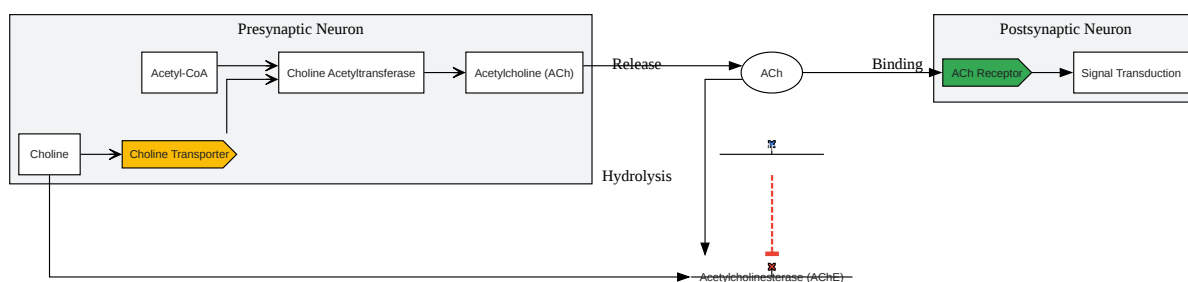 Presynaptic Neuron
Postsynaptic Neuron
Acetyl-CoA
Choline Acetyltransferase
Acetylcholine (ACh)
Release
ACh
Binding
ACh Receptor
Signal Transduction
Choline
Choline Transporter
Hydrolysis
Acetylcholinesterase (AChE)